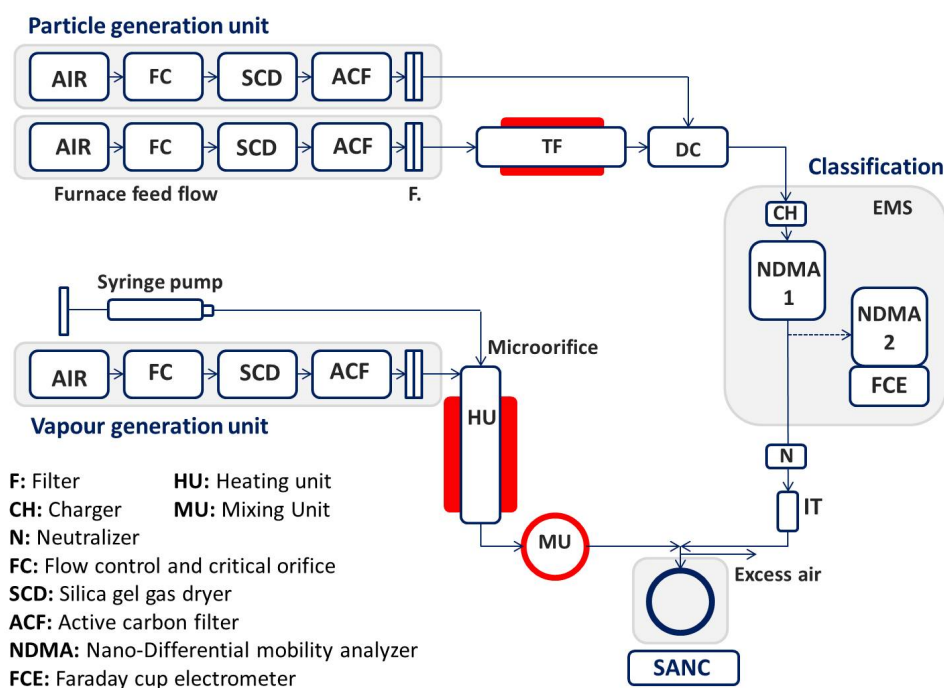 Particle generation unit
AIR FC SCD ACF
AIR FC SCD ACF TF DC
Furnace feed flow F.
Classification
CH EMS
NDMA
1
NDMA
2
FCE
Syringe pump
Microorifice
AIR FC SCD ACF
HU
Vapour generation unit
N
IT
MU
Excess air
SANC
F: Filter HU: Heating unit
CH: Charger MU: Mixing Unit
N: Neutralizer
FC: Flow control and critical orifice
SCD: Silica gel gas dryer
ACF: Active carbon filter
NDMA: Nano-Differential mobility analyzer
FCE: Faraday cup electrometer